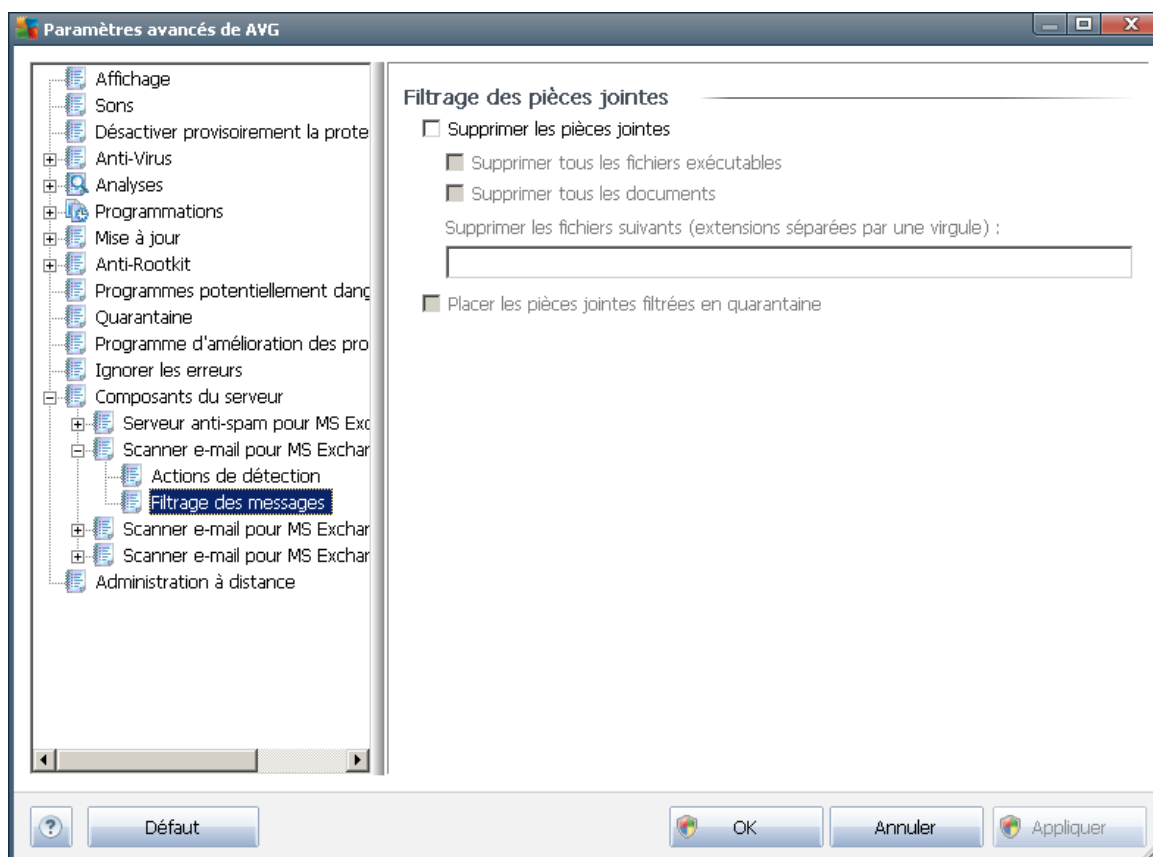 Paramètres avancés de AVG
Affichage
Sons
Désactiver provisoirement la prote
Anti-Virus
Analyses
Programmations
Mise à jour
Anti-Rootkit
Programmes potentiellement dang
Quarantaine
Programme d'amélioration des pro
Ignorer les erreurs
Composants du serveur
Serveur anti-spam pour MS Exc
Scanner e-mail pour MS Exchar
Actions de détection
Filtrage des messages
Scanner e-mail pour MS Exchar
Scanner e-mail pour MS Exchar
Administration à distance
Filtrage des pièces jointes
Supprimer les pièces jointes
Supprimer tous les fichiers exécutables
Supprimer tous les documents
Supprimer les fichiers suivants (extensions séparées par une virgule) :
Placer les pièces jointes filtrées en quarantaine
?
Défaut
OK
Annuler
Appliquer